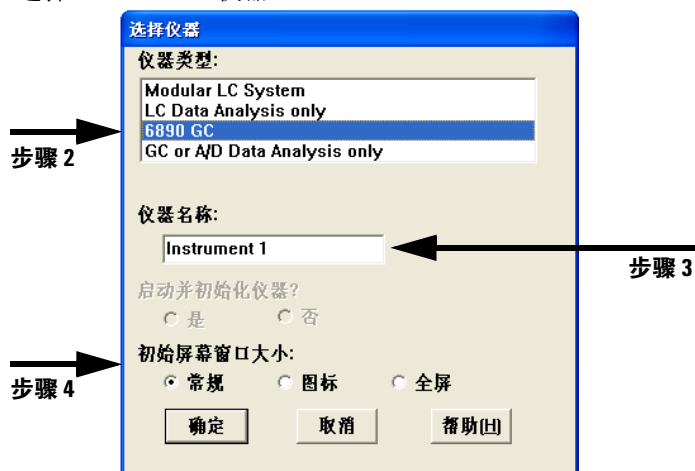 选择仪器
仪器类型:
Modular LC System
LC Data Analysis only
6890 GC
GC or A/D Data Analysis only
步骤 2
仪器名称:
Instrument 1
步骤 3
启动并初始化仪器?
是 否
初始屏幕窗口大小:
步骤 4
常规 图标 全屏
确定 取消 帮助(H)